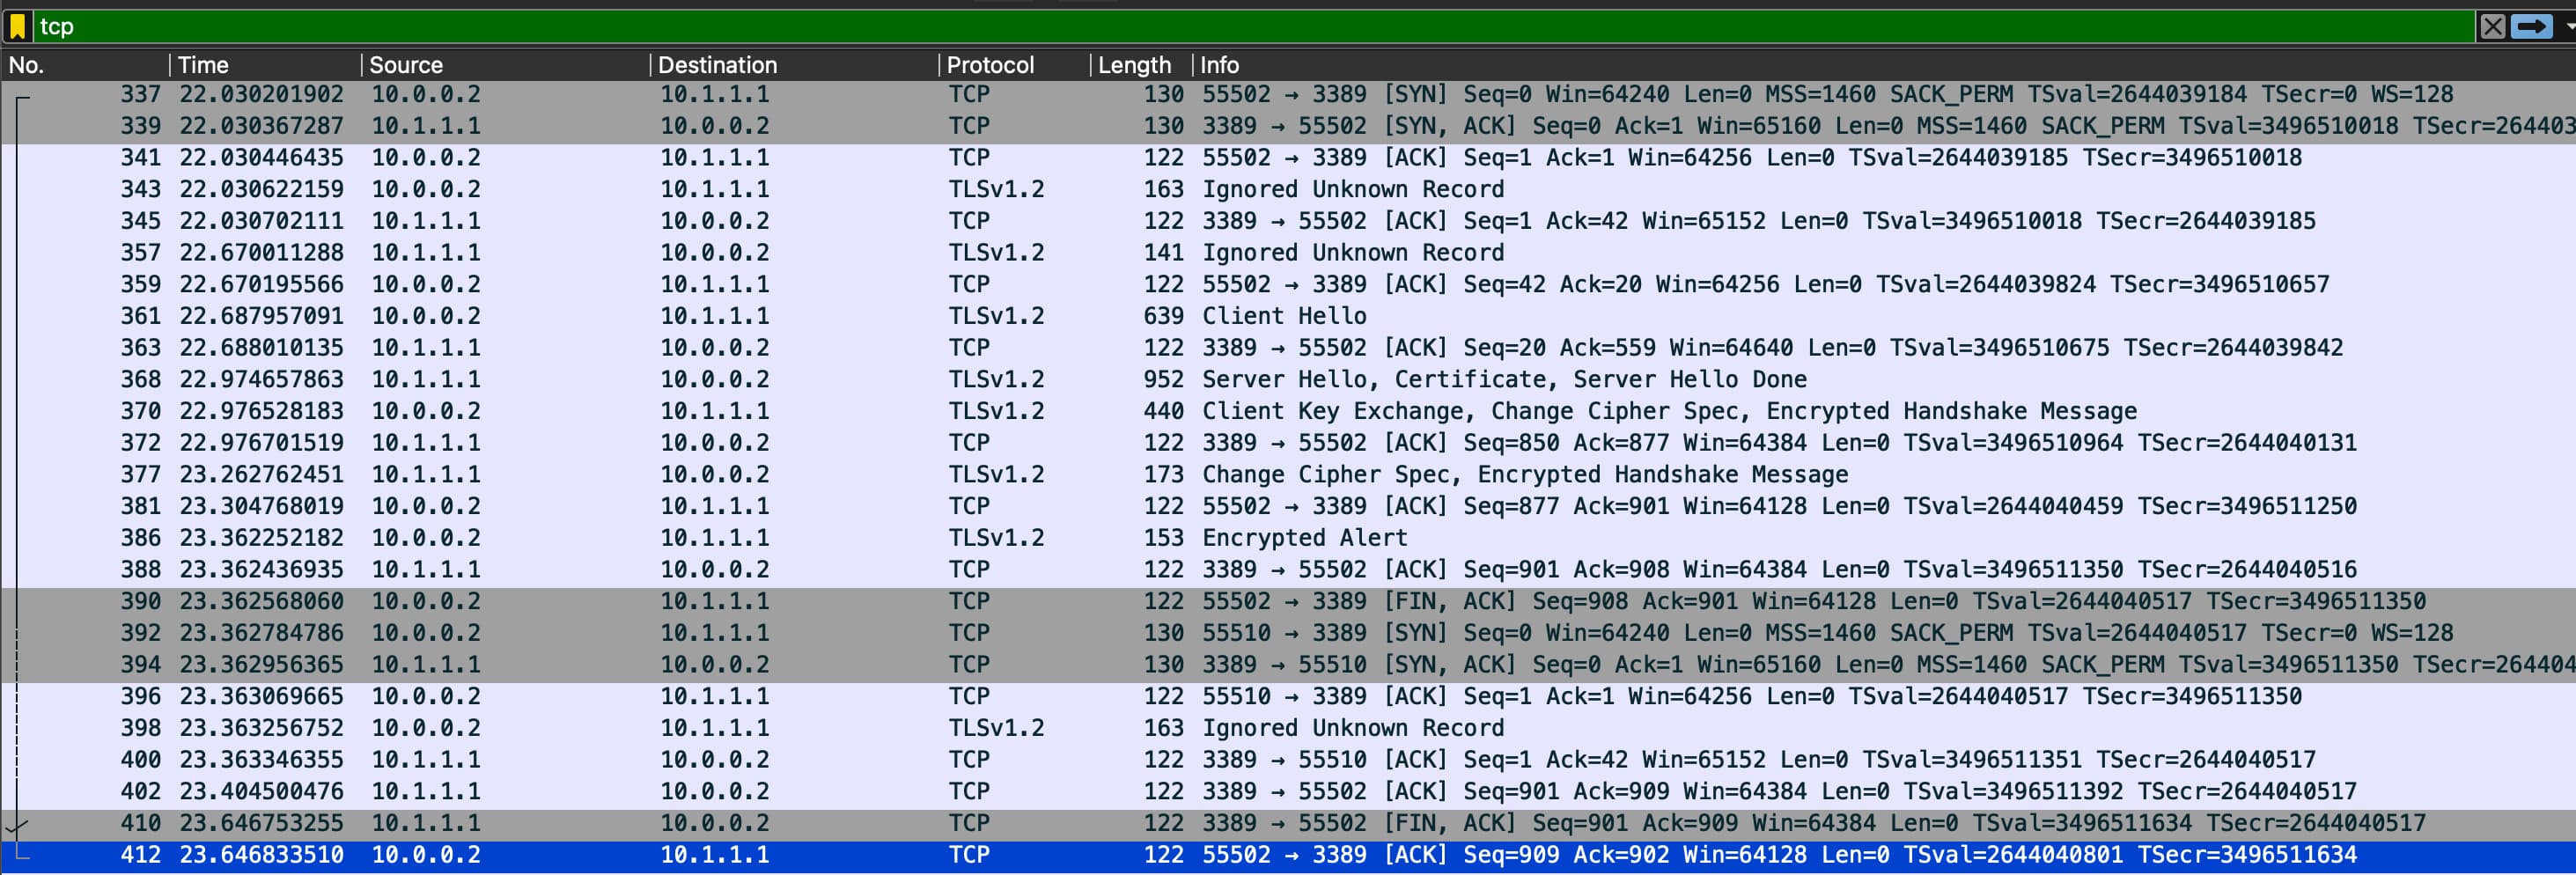 tcp
No. Time Source Destination Protocol Length Info
337 22.030201902 10.0.0.2 10.1.1.1 TCP 130 55502 → 3389 [SYN] Seq=0 Win=64240 Len=0 MSS=1460 SACK_PERM TSval=2644039184 TSecr=0 WS=128
339 22.030367287 10.1.1.1 10.0.0.2 TCP 130 3389 → 55502 [SYN, ACK] Seq=0 Ack=1 Win=65160 Len=0 MSS=1460 SACK_PERM TSval=3496510018 TSecr=264403
341 22.030446435 10.0.0.2 10.1.1.1 TCP 122 55502 → 3389 [ACK] Seq=1 Ack=1 Win=64256 Len=0 TSval=2644039185 TSecr=3496510018
343 22.030622159 10.0.0.2 10.1.1.1 TLSv1.2 163 Ignored Unknown Record
345 22.030702111 10.1.1.1 10.0.0.2 TCP 122 3389 → 55502 [ACK] Seq=1 Ack=42 Win=65152 Len=0 TSval=3496510018 TSecr=2644039185
357 22.670011288 10.1.1.1 10.0.0.2 TLSv1.2 141 Ignored Unknown Record
359 22.670195566 10.0.0.2 10.1.1.1 TCP 122 55502 → 3389 [ACK] Seq=42 Ack=20 Win=64256 Len=0 TSval=2644039824 TSecr=3496510657
361 22.687957091 10.0.0.2 10.1.1.1 TLSv1.2 639 Client Hello
363 22.688010135 10.1.1.1 10.0.0.2 TCP 122 3389 → 55502 [ACK] Seq=20 Ack=559 Win=64640 Len=0 TSval=3496510675 TSecr=2644039842
368 22.974657863 10.1.1.1 10.0.0.2 TLSv1.2 952 Server Hello, Certificate, Server Hello Done
370 22.976528183 10.0.0.2 10.1.1.1 TLSv1.2 440 Client Key Exchange, Change Cipher Spec, Encrypted Handshake Message
372 22.976701519 10.1.1.1 10.0.0.2 TCP 122 3389 → 55502 [ACK] Seq=850 Ack=877 Win=64384 Len=0 TSval=3496510964 TSecr=2644040131
377 23.262762451 10.1.1.1 10.0.0.2 TLSv1.2 173 Change Cipher Spec, Encrypted Handshake Message
381 23.304768019 10.0.0.2 10.1.1.1 TCP 122 55502 → 3389 [ACK] Seq=877 Ack=901 Win=64128 Len=0 TSval=2644040459 TSecr=3496511250
386 23.362252182 10.0.0.2 10.1.1.1 TLSv1.2 153 Encrypted Alert
388 23.362436935 10.1.1.1 10.0.0.2 TCP 122 3389 → 55502 [ACK] Seq=901 Ack=908 Win=64384 Len=0 TSval=3496511350 TSecr=2644040516
390 23.362568060 10.0.0.2 10.1.1.1 TCP 122 55502 → 3389 [FIN, ACK] Seq=908 Ack=901 Win=64128 Len=0 TSval=2644040517 TSecr=3496511350
392 23.362784786 10.0.0.2 10.1.1.1 TCP 130 55510 → 3389 [SYN] Seq=0 Win=64240 Len=0 MSS=1460 SACK_PERM TSval=2644040517 TSecr=0 WS=128
394 23.362956365 10.1.1.1 10.0.0.2 TCP 130 3389 → 55510 [SYN, ACK] Seq=0 Ack=1 Win=65160 Len=0 MSS=1460 SACK_PERM TSval=3496511350 TSecr=264404
396 23.363069665 10.0.0.2 10.1.1.1 TCP 122 55510 → 3389 [ACK] Seq=1 Ack=1 Win=64256 Len=0 TSval=2644040517 TSecr=3496511350
398 23.363256752 10.0.0.2 10.1.1.1 TLSv1.2 163 Ignored Unknown Record
400 23.363346355 10.1.1.1 10.0.0.2 TCP 122 3389 → 55510 [ACK] Seq=1 Ack=42 Win=65152 Len=0 TSval=3496511351 TSecr=2644040517
402 23.404500476 10.1.1.1 10.0.0.2 TCP 122 3389 → 55502 [ACK] Seq=901 Ack=909 Win=64384 Len=0 TSval=3496511392 TSecr=2644040517
410 23.646753255 10.1.1.1 10.0.0.2 TCP 122 3389 → 55502 [FIN, ACK] Seq=901 Ack=909 Win=64384 Len=0 TSval=3496511634 TSecr=2644040517
412 23.646833510 10.0.0.2 10.1.1.1 TCP 122 55502 → 3389 [ACK] Seq=909 Ack=902 Win=64128 Len=0 TSval=2644040801 TSecr=3496511634